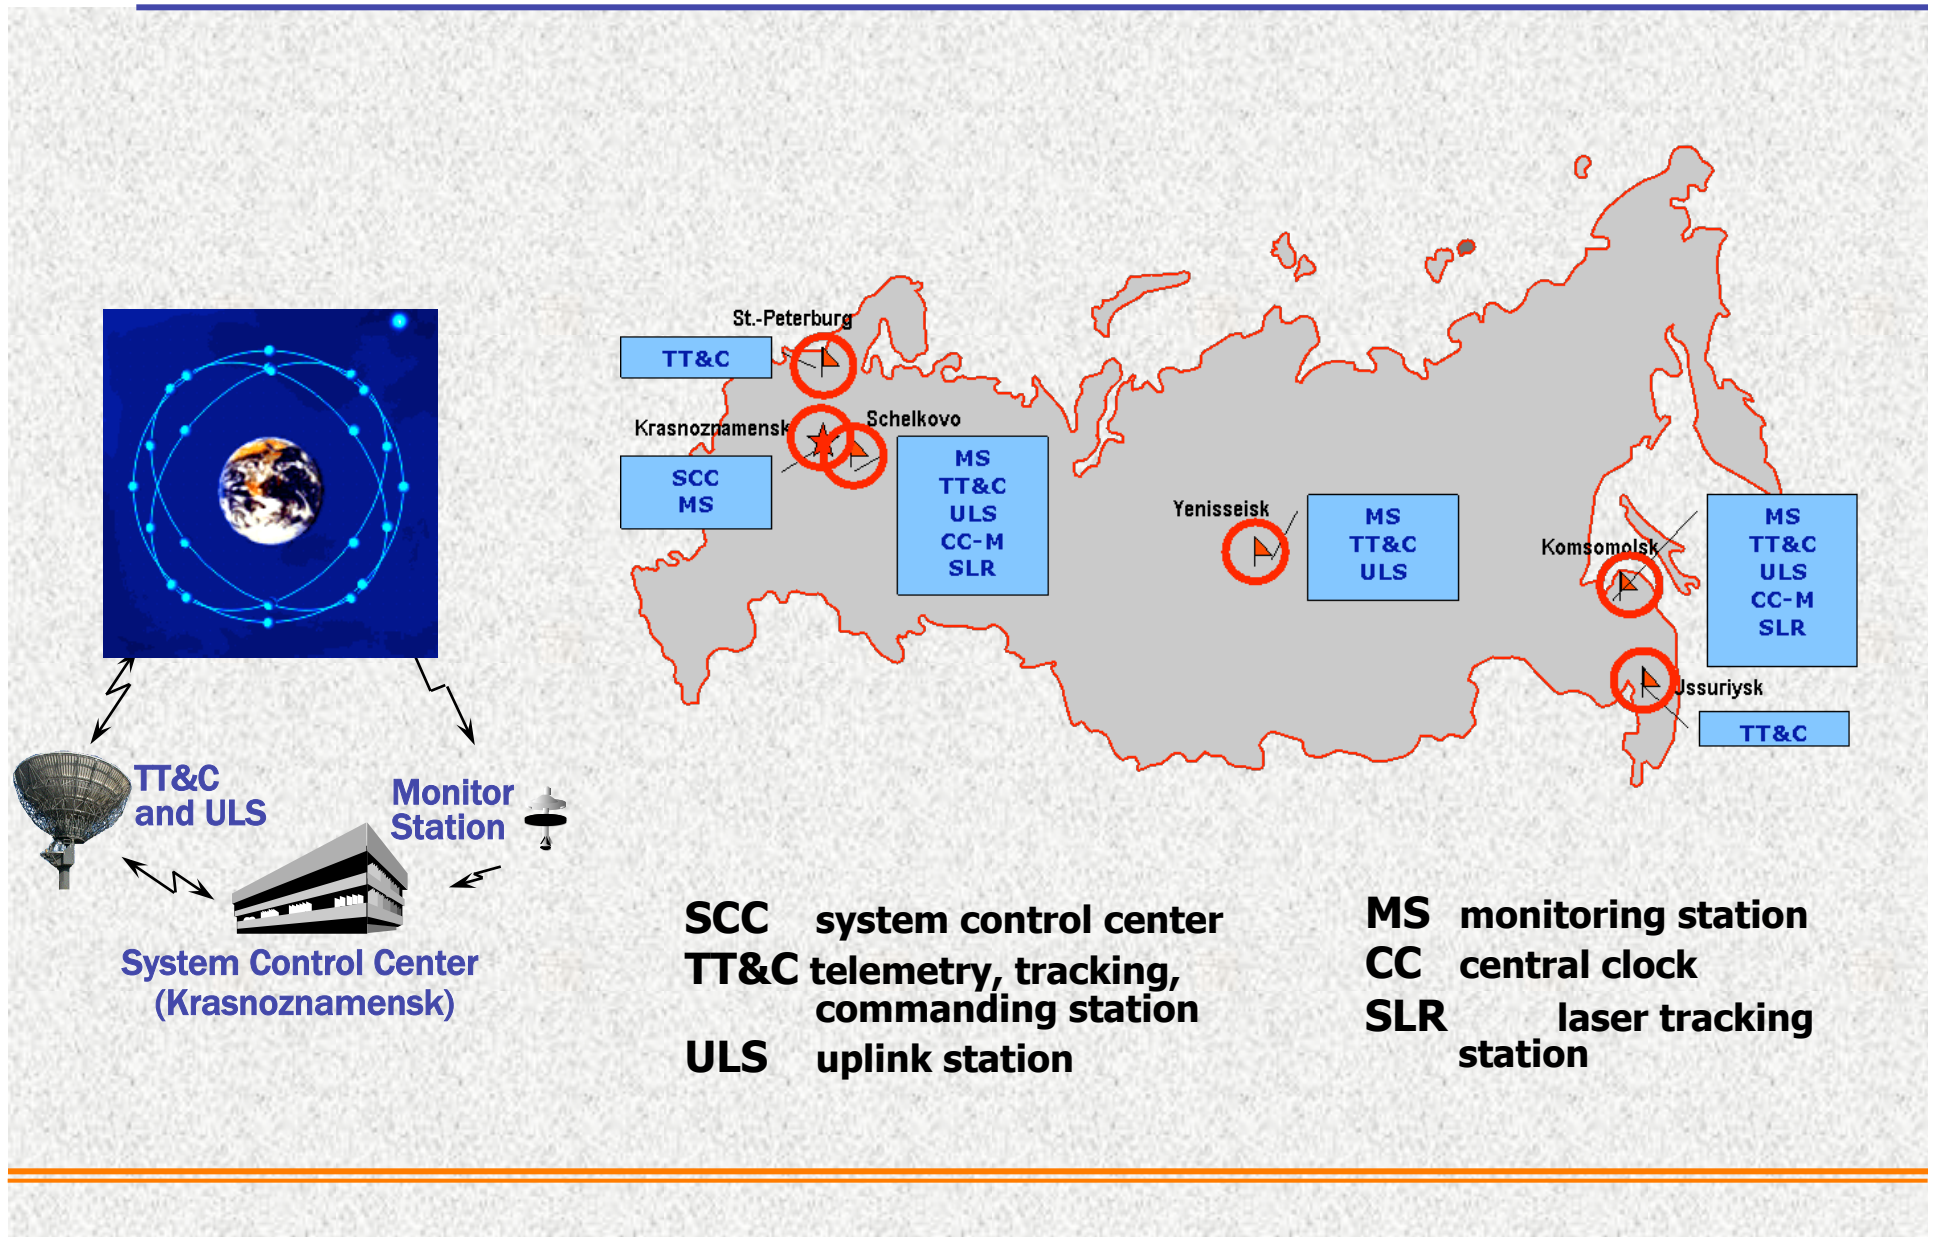 St.-Peterburg
TT&C
Krasnoznamensk
SCC
MS
Schelkovo
MS
TT&C
ULS
CC-M
SLR
Yenisseisk
MS
TT&C
ULS
Komsomolsk
MS
TT&C
ULS
CC-M
SLR
Ussuriysk
TT&C
TT&C
and ULS
Monitor
Station
System Control Center
(Krasnoznamensk)
SCC system control center
TT&C telemetry, tracking,
commanding station
ULS uplink station
MS monitoring station
CC central clock
SLR laser tracking
station